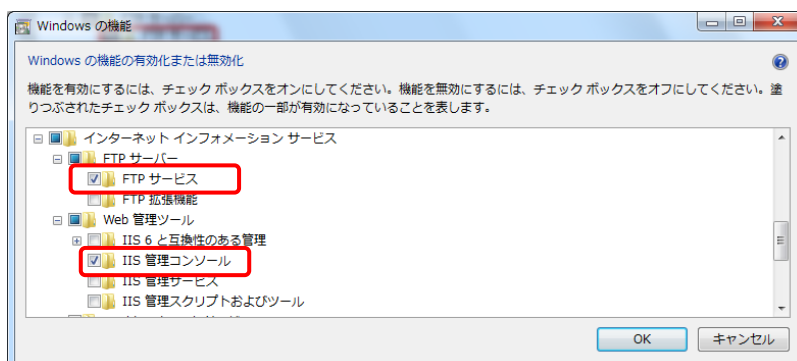 Windows の機能
Windows の機能の有効化または無効化
機能を有効にするには、チェック ボックスをオンにしてください。機能を無効にするには、チェック ボックスをオフにしてください。塗
りつぶされたチェック ボックスは、機能の一部が有効になっていることを表します。
インターネット インフォメーション サービス
FTP サーバー
FTP サービス
FTP 拡張機能
Web 管理ツール
IIS 6 と互換性のある管理
IIS 管理コンソール
IIS 管理サービス
IIS 管理スクリプトおよびツール
OK キャンセル